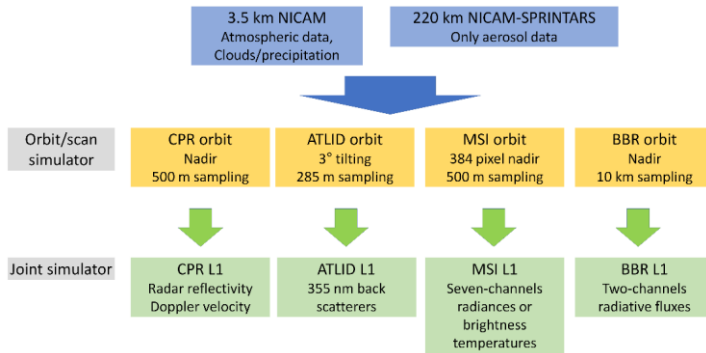 3.5 km NICAM
Atmospheric data,
Clouds/precipitation
220 km NICAM-SPRINTARS
Only aerosol data
Orbit/scan
simulator
CPR orbit
Nadir
500 m sampling
ATLID orbit
3° tilting
285 m sampling
MSI orbit
384 pixel nadir
500 m sampling
BBR orbit
Nadir
10 km sampling
Joint simulator
CPR L1
Radar reflectivity
Doppler velocity
ATLID L1
355 nm back
scatterers
MSI L1
Seven-channels
radiances or
brightness
temperatures
BBR L1
Two-channels
radiative fluxes